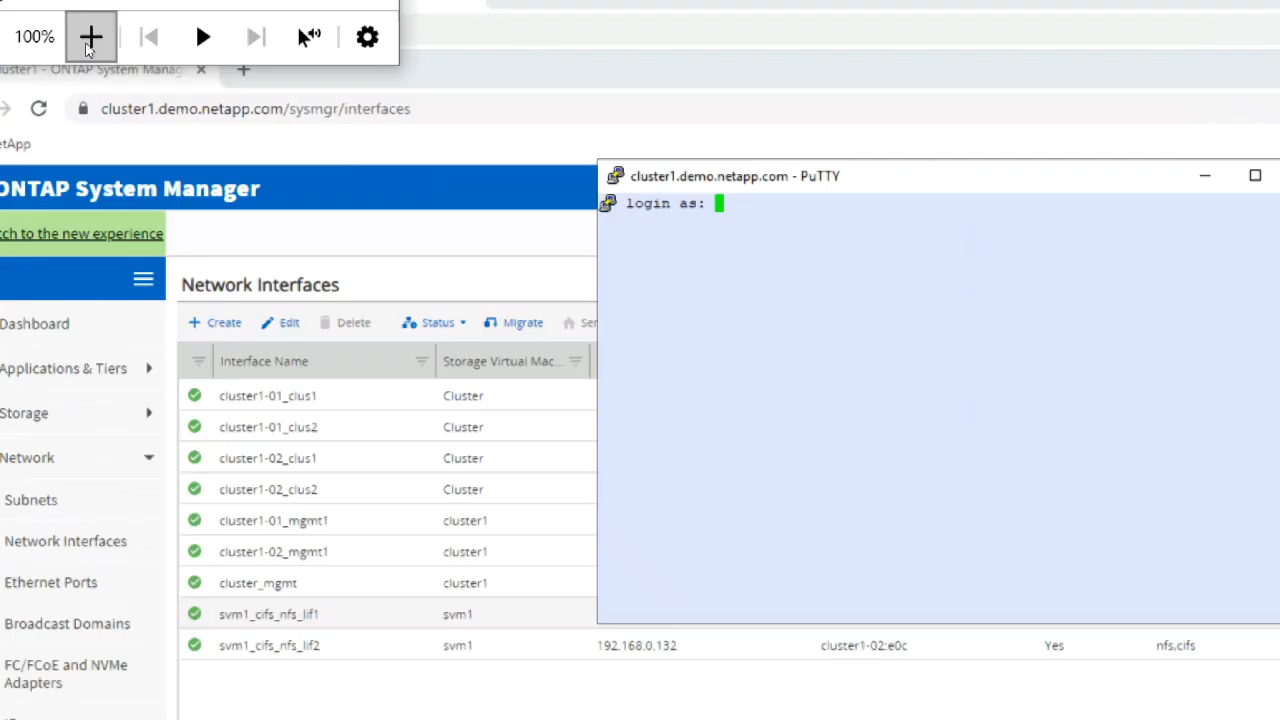 100%
cluster1 - ONTAP System Manag
cluster1.demo.netapp.com/sysmgr/interfaces
etApp
ONTAP System Manager
cluster1.demo.netapp.com - PuTTY
login as:
tch to the new experience
Network Interfaces
Create Edit Delete Status Migrate Sen
Interface Name Storage Virtual Mac...
Dashboard
Applications & Tiers
Storage
Network
Subnets
Network Interfaces
Ethernet Ports
Broadcast Domains
FC/FCoE and NVMe
Adapters
cluster1-01_clus1 Cluster
cluster1-01_clus2 Cluster
cluster1-02_clus1 Cluster
cluster1-02_clus2 Cluster
cluster1-01_mgmt1 cluster1
cluster1-02_mgmt1 cluster1
cluster_mgmt cluster1
svm1_cifs_nfs_lif1 svm1
svm1_cifs_nfs_lif2 svm1 192.168.0.132 cluster1-02:e0c Yes nfs,cifs